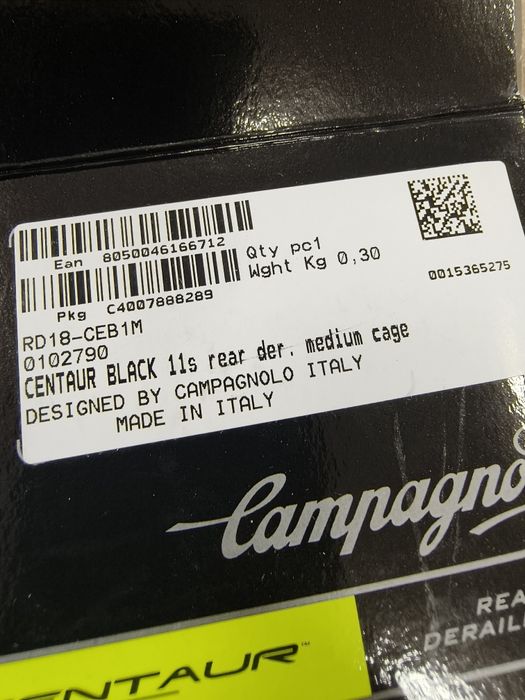 Ean 8050046166712
Qty pc1
Wght Kg 0,30
Pkg C4007888289
0015365275
RD18-CEB1M
0102790
CENTAUR BLACK 11s rear der. medium cage
DESIGNED BY CAMPAGNOLO ITALY
MADE IN ITALY
Campagno
REA
DERAIL
ENTAUR™